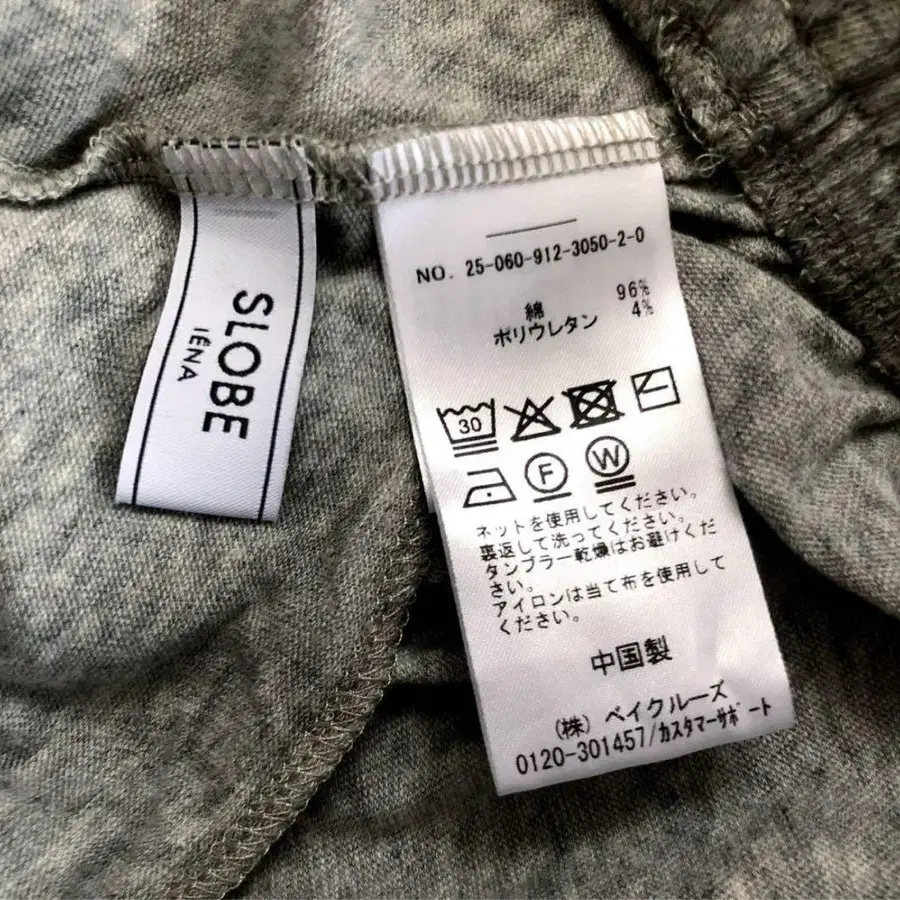 SLOBE
IÉNA
NO. 25-060-912-3050-2-0
綿 96%
ポリウレタン 4%
30
F W
ネットを使用してください。
裏返して洗ってください。
タンブラー乾燥はお避けくだ
さい。
アイロンは当て布を使用して
ください。
中国製
(株) ベイクルーズ
0120-301457/カスタマーサポート